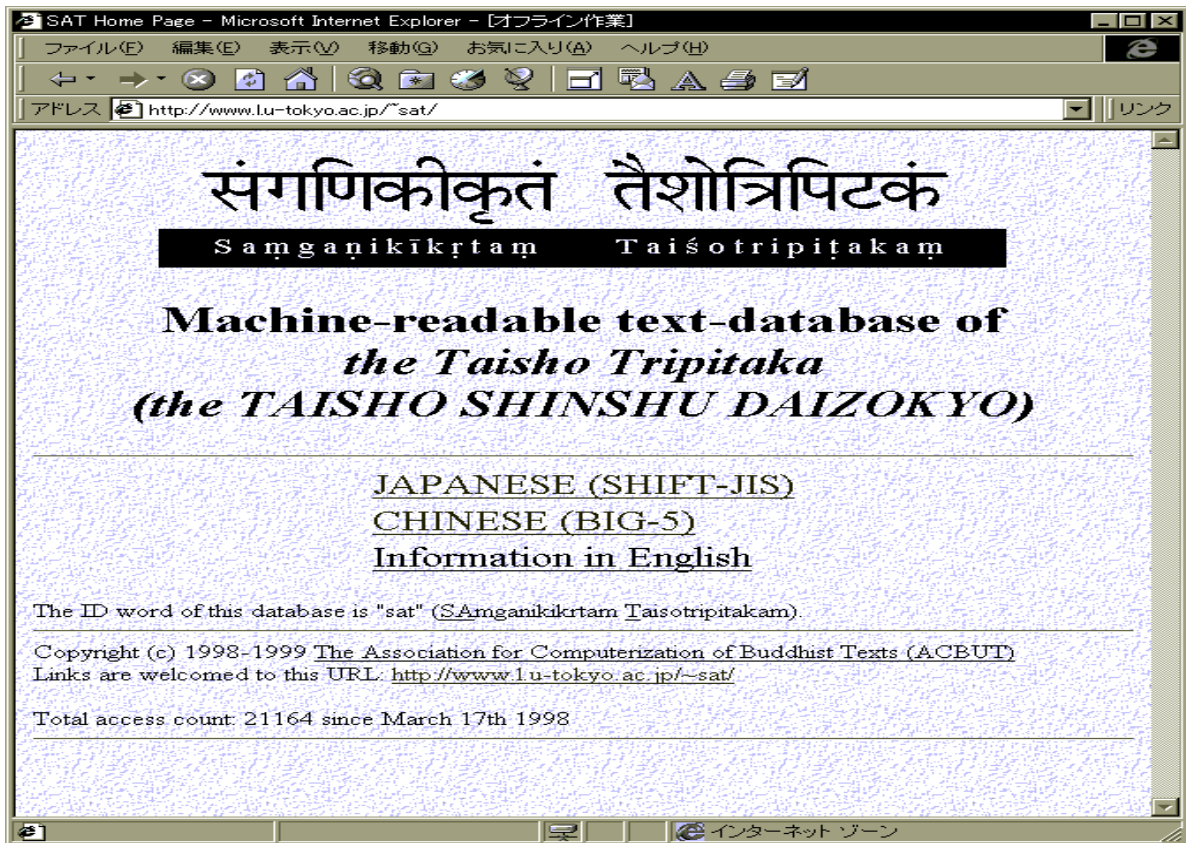 SAT Home Page - Microsoft Internet Explorer - [オフライン作業]
ファイル(F) 編集(E) 表示(V) 移動(G) お気に入り(A) ヘルプ(H)
アドレス http://www.l.u-tokyo.ac.jp/~sat/ リンク
संगणिकीकृतं तैशोत्रिपिटकं
Saṃgaṇikīkṛtaṃ Taiśotripiṭakaṃ
Machine-readable text-database of
the Taisho Tripitaka
(the TAISHO SHINSHU DAIZOKYO)
JAPANESE (SHIFT-JIS)
CHINESE (BIG-5)
Information in English
The ID word of this database is "sat" (SAmganikikrtam Taisotripitakam).
Copyright (c) 1998-1999 The Association for Computerization of Buddhist Texts (ACBUT)
Links are welcomed to this URL: http://www.l.u-tokyo.ac.jp/~sat/
Total access count: 21164 since March 17th 1998
インターネット ゾーン